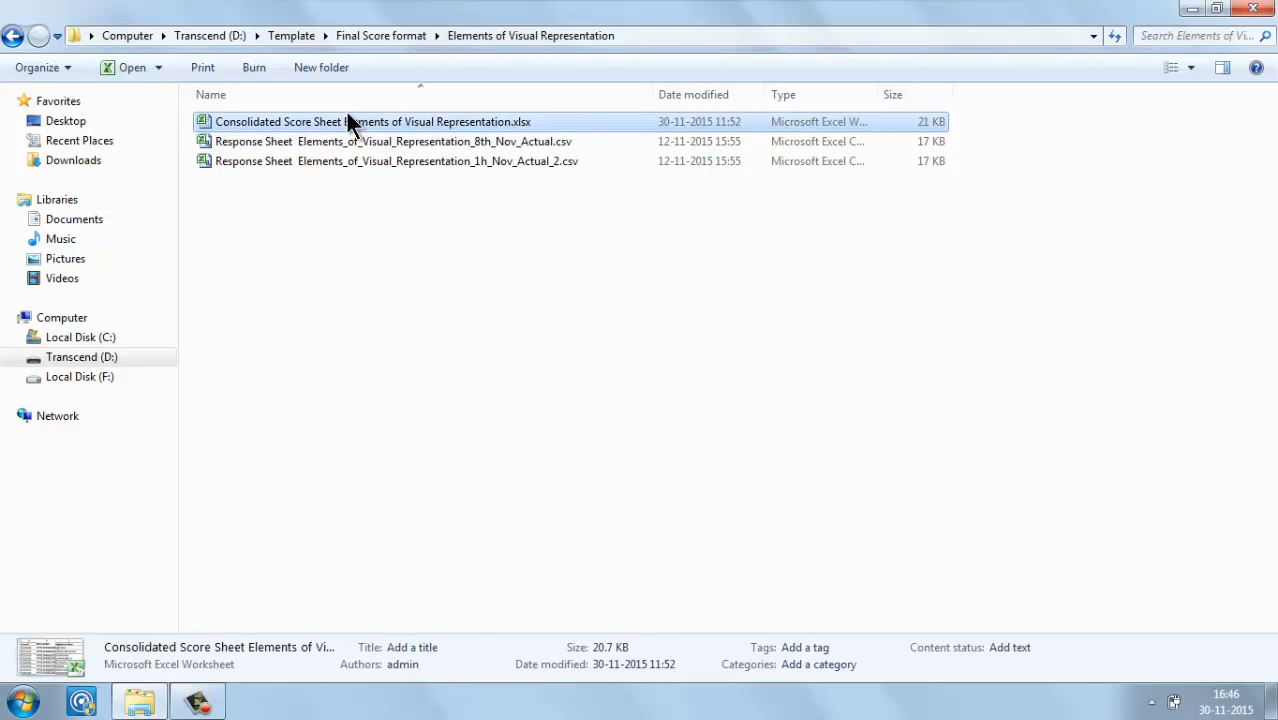 Computer Transcend (D:) Template Final Score format Elements of Visual Representation
Search Elements of Vi...
Organize Open Print Burn New folder
Name Date modified Type Size
Favorites
Desktop
Recent Places
Downloads
Libraries
Documents
Music
Pictures
Videos
Computer
Local Disk (C:)
Transcend (D:)
Local Disk (F:)
Network
Consolidated Score Sheet Elements of Visual Representation.xlsx 30-11-2015 11:52 Microsoft Excel W... 21 KB
Response Sheet Elements_of_Visual_Representation_8th_Nov_Actual.csv 12-11-2015 15:55 Microsoft Excel C... 17 KB
Response Sheet Elements_of_Visual_Representation_1h_Nov_Actual_2.csv 12-11-2015 15:55 Microsoft Excel C... 17 KB
Consolidated Score Sheet Elements of Vi... Title: Add a title Size: 20.7 KB Tags: Add a tag Content status: Add text
Microsoft Excel Worksheet Authors: admin Date modified: 30-11-2015 11:52 Categories: Add a category
16:46
30-11-2015